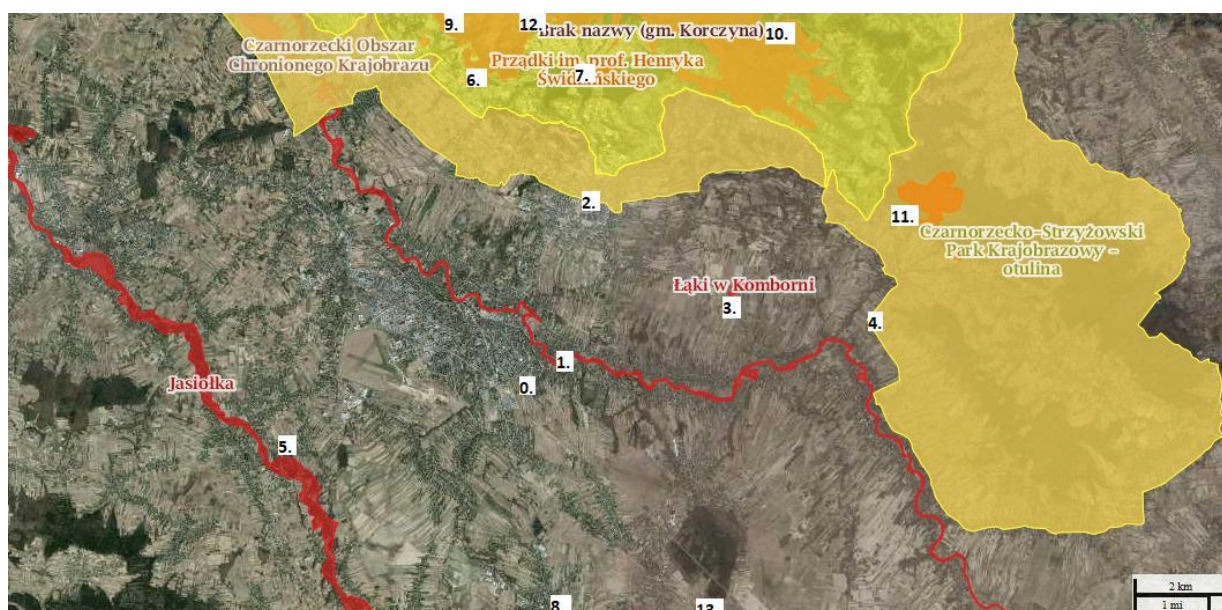 9.
12.
Brak nazwy (gm. Korczyna)
10.
Czarnorzecki Obszar
Chronionego Krajobrazu
Prządki im. prof. Henryka
Świdzińskiego
6.
7.
2.
11.
Czarnorzecko-Strzyżowski
Park Krajobrazowy -
otulina
Łąki w Komborni
3.
4.
1.
0.
Jasiołka
5.
8
13
2 km
1 mi